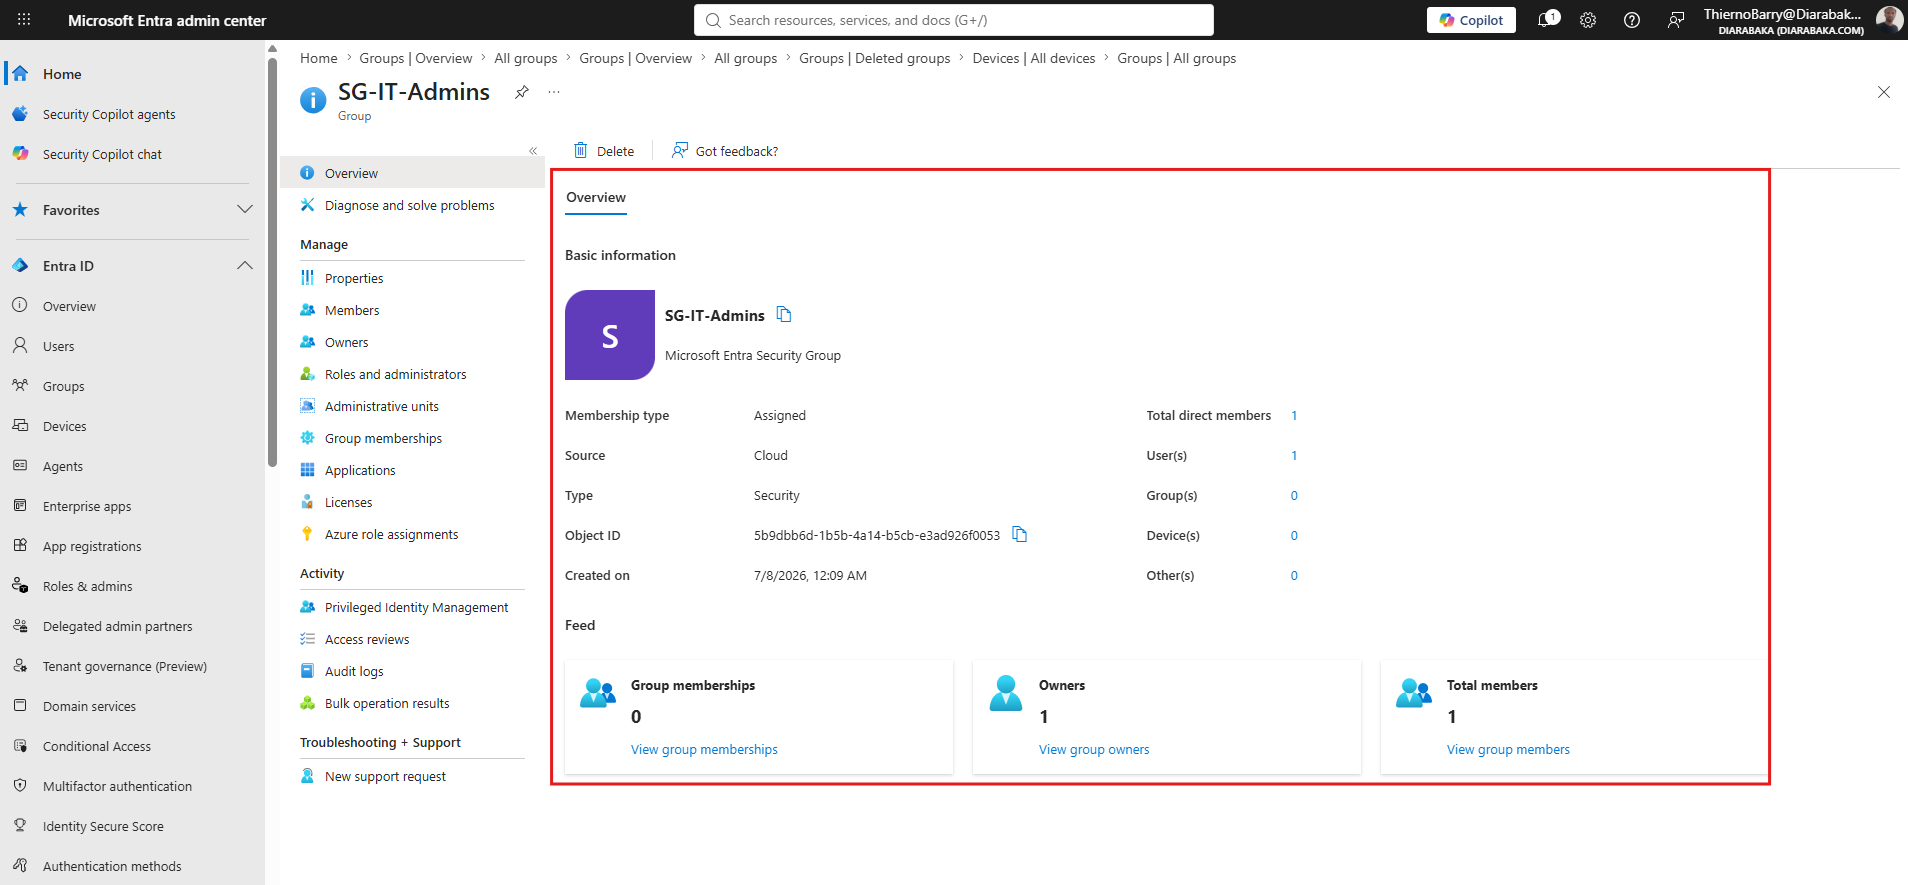 Microsoft Entra admin center
Search resources, services, and docs (G+/)
Copilot
1
ThiernoBarry@Diarabak...
DIARABAKA (DIARABAKA.COM)
Home
Security Copilot agents
Security Copilot chat
Favorites
Entra ID
Overview
Users
Groups
Devices
Agents
Enterprise apps
App registrations
Roles & admins
Delegated admin partners
Tenant governance (Preview)
Domain services
Conditional Access
Multifactor authentication
Identity Secure Score
Authentication methods
Home > Groups | Overview > All groups > Groups | Overview > All groups > Groups | Deleted groups > Devices | All devices > Groups | All groups
SG-IT-Admins
Group
Overview
Diagnose and solve problems
Manage
Properties
Members
Owners
Roles and administrators
Administrative units
Group memberships
Applications
Licenses
Azure role assignments
Activity
Privileged Identity Management
Access reviews
Audit logs
Bulk operation results
Troubleshooting + Support
New support request
Delete
Got feedback?
Overview
Basic information
S
SG-IT-Admins
Microsoft Entra Security Group
Membership type Assigned Total direct members 1
Source Cloud User(s) 1
Type Security Group(s) 0
Object ID 5b9dbb6d-1b5b-4a14-b5cb-e3ad926f0053 Device(s) 0
Created on 7/8/2026, 12:09 AM Other(s) 0
Feed
Group memberships
0
View group memberships
Owners
1
View group owners
Total members
1
View group members